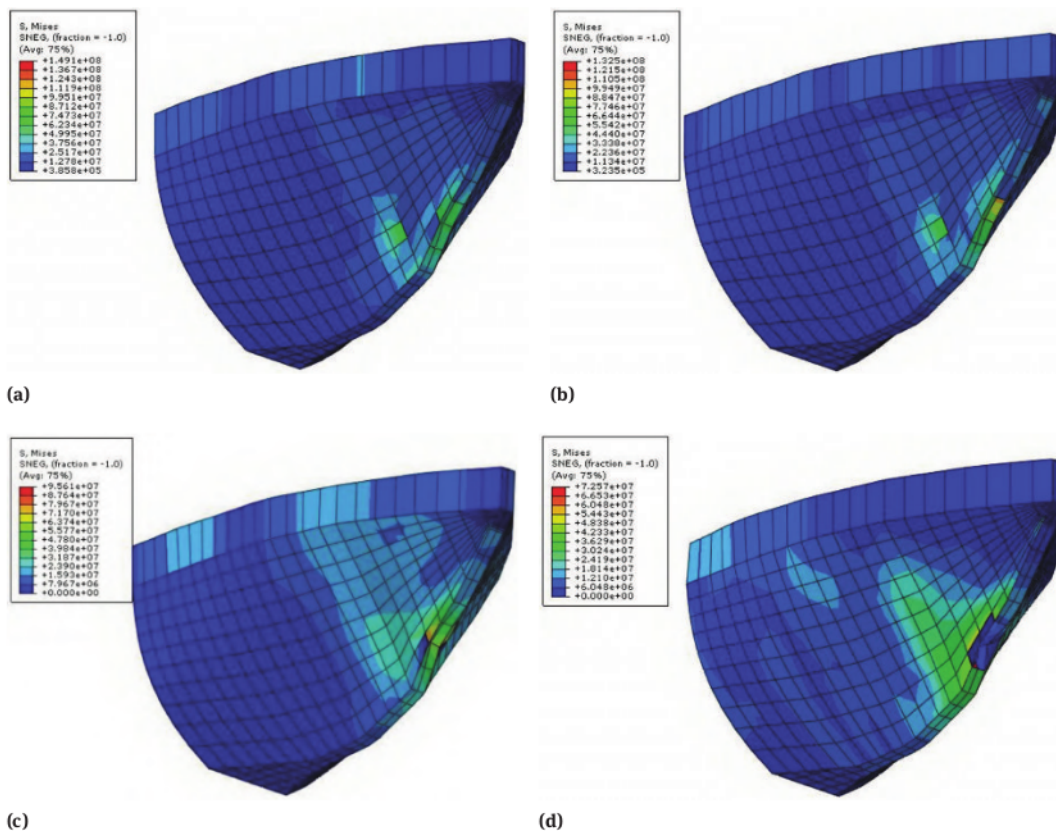 S, Mises
SNEG, (fraction = -1.0)
(Avg: 75%)
+1.491e+08
+1.367e+08
+1.243e+08
+1.119e+08
+9.951e+07
+8.712e+07
+7.473e+07
+6.234e+07
+4.995e+07
+3.756e+07
+2.517e+07
+1.278e+07
+3.858e+05
(a)
S, Mises
SNEG, (fraction = -1.0)
(Avg: 75%)
+1.325e+08
+1.215e+08
+1.105e+08
+9.949e+07
+8.847e+07
+7.746e+07
+6.644e+07
+5.542e+07
+4.440e+07
+3.338e+07
+2.236e+07
+1.134e+07
+3.235e+05
(b)
S, Mises
SNEG, (fraction = -1.0)
(Avg: 75%)
+9.561e+07
+8.764e+07
+7.967e+07
+7.170e+07
+6.374e+07
+5.577e+07
+4.780e+07
+3.984e+07
+3.187e+07
+2.390e+07
+1.593e+07
+7.967e+06
+0.000e+00
(c)
S, Mises
SNEG, (fraction = -1.0)
(Avg: 75%)
+7.257e+07
+6.653e+07
+6.048e+07
+5.443e+07
+4.838e+07
+4.233e+07
+3.629e+07
+3.024e+07
+2.419e+07
+1.814e+07
+1.210e+07
+6.048e+06
+0.000e+00
(d)